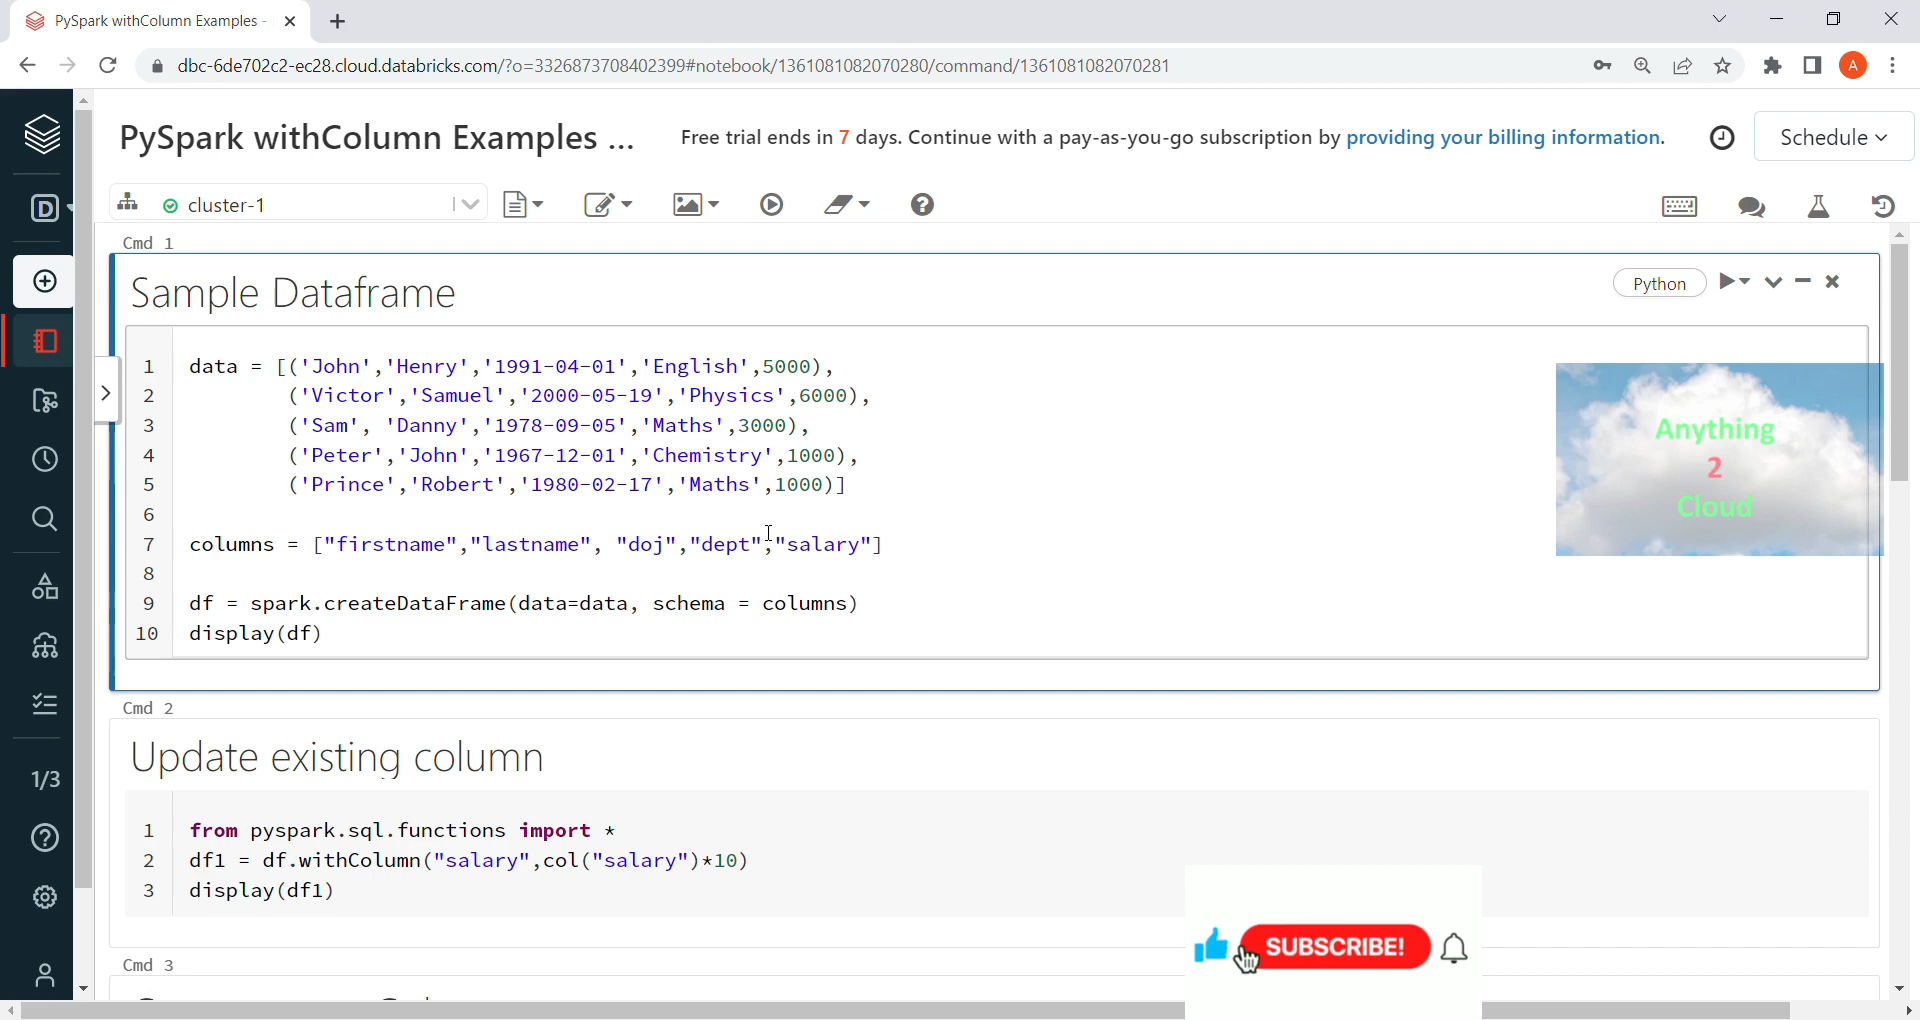 PySpark withColumn Examples -
dbc-6de702c2-ec28.cloud.databricks.com/?o=3326873708402399#notebook/1361081082070280/command/1361081082070281
A
PySpark withColumn Examples ...
Free trial ends in 7 days. Continue with a pay-as-you-go subscription by providing your billing information.
Schedule
D
cluster-1
Cmd 1
Sample Dataframe
Python
1 data = [('John','Henry','1991-04-01','English',5000),
2 ('Victor','Samuel','2000-05-19','Physics',6000),
3 ('Sam', 'Danny','1978-09-05','Maths',3000),
4 ('Peter','John','1967-12-01','Chemistry',1000),
5 ('Prince','Robert','1980-02-17','Maths',1000)]
6
7 columns = ["firstname","lastname", "doj","dept","salary"]
8
9 df = spark.createDataFrame(data=data, schema = columns)
10 display(df)
Anything
2
Cloud
Cmd 2
Update existing column
1 from pyspark.sql.functions import *
2 df1 = df.withColumn("salary",col("salary")*10)
3 display(df1)
1/3
SUBSCRIBE!
Cmd 3